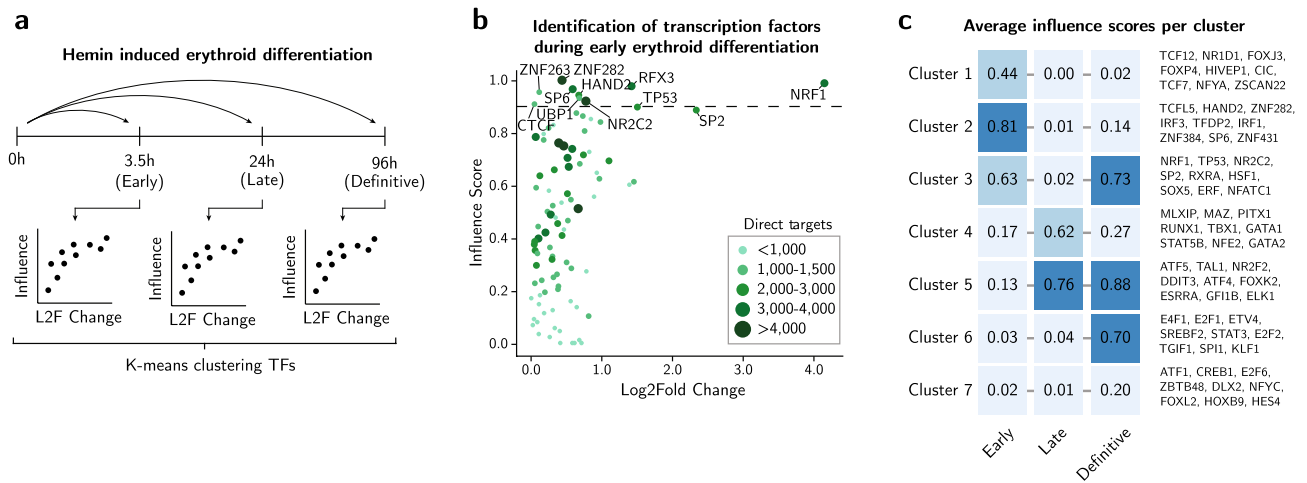 a
Hemin induced erythroid differentiation
0h
3.5h
(Early)
24h
(Late)
96h
(Definitive)
Influence
L2F Change
Influence
L2F Change
Influence
L2F Change
K-means clustering TFs
b
Identification of transcription factors
during early erythroid differentiation
Influence Score
1.0
0.8
0.6
0.4
0.2
0.0
0.0
1.0
2.0
3.0
4.0
Log2Fold Change
ZNF263
ZNF282
HAND2
RFX3
SP6
TP53
NRF1
UBP1
CTCF
NR2C2
SP2
Direct targets
<1,000
1,000-1,500
2,000-3,000
3,000-4,000
>4,000
c
Average influence scores per cluster
Cluster 1
0.44
0.00
0.02
TCF12, NR1D1, FOXJ3,
FOXP4, HIVEP1, CIC,
TCF7, NFYA, ZSCAN22
Cluster 2
0.81
0.01
0.14
TCFL5, HAND2, ZNF282,
IRF3, TFDP2, IRF1,
ZNF384, SP6, ZNF431
Cluster 3
0.63
0.02
0.73
NRF1, TP53, NR2C2,
SP2, RXRA, HSF1,
SOX5, ERF, NFATC1
Cluster 4
0.17
0.62
0.27
MLXIP, MAZ, PITX1
RUNX1, TBX1, GATA1
STAT5B, NFE2, GATA2
Cluster 5
0.13
0.76
0.88
ATF5, TAL1, NR2F2,
DDIT3, ATF4, FOXK2,
ESRRA, GFI1B, ELK1
Cluster 6
0.03
0.04
0.70
E4F1, E2F1, ETV4,
SREBF2, STAT3, E2F2,
TGIF1, SPI1, KLF1
Cluster 7
0.02
0.01
0.20
ATF1, CREB1, E2F6,
ZBTB48, DLX2, NFYC,
FOXL2, HOXB9, HES4
Early
Late
Definitive